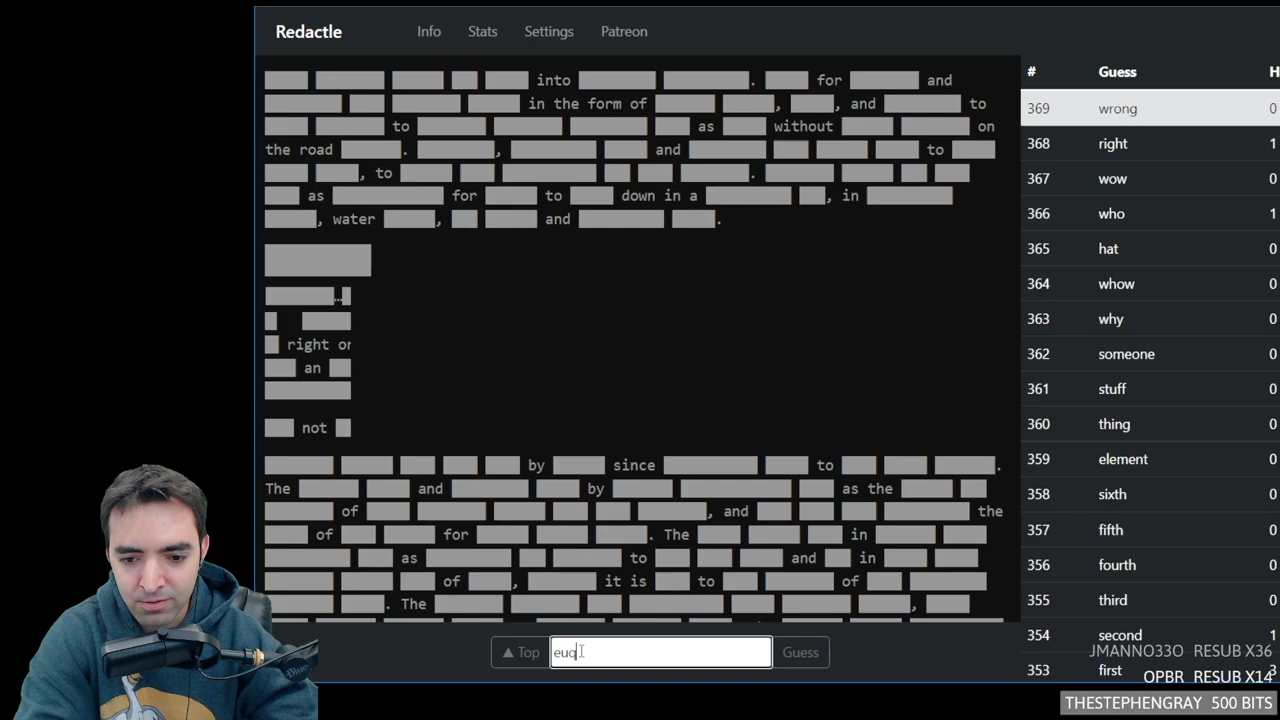 Redactle Info Stats Settings Patreon
# Guess H
into .
for and
in the form of , , and to
to as without on
the road . , and to
, to .
as for to down in a , in
, water , and .
…
right or
an
not
by since to .
The and by as the
of , and the
of for . The in
as to and in
of , it is to of
. The ,
369 wrong 0
368 right 1
367 wow 0
366 who 1
365 hat 0
364 whow 0
363 why 0
362 someone 0
361 stuff 0
360 thing 0
359 element 0
358 sixth 0
357 fifth 0
356 fourth 0
355 third 0
354 second 1
353 first 3
▲ Top euq Guess
JMANNO33O RESUB X36
OPBR RESUB X14
THESTEPHENGRAY 500 BITS
Blue